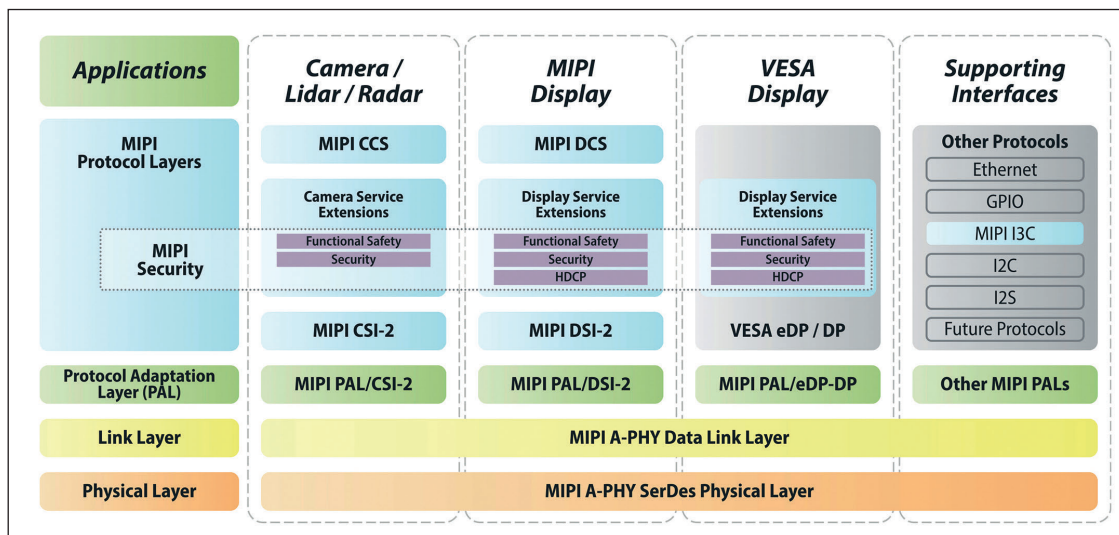 Applications
Camera /
Lidar / Radar
MIPI
Display
VESA
Display
Supporting
Interfaces
MIPI
Protocol Layers
MIPI
Security
MIPI CCS
Camera Service
Extensions
Functional Safety
Security
MIPI CSI-2
MIPI DCS
Display Service
Extensions
Functional Safety
Security
HDCP
MIPI DSI-2
Display Service
Extensions
Functional Safety
Security
HDCP
VESA eDP / DP
Other Protocols
Ethernet
GPIO
MIPI I3C
I2C
I2S
Future Protocols
Protocol Adaptation
Layer (PAL)
MIPI PAL/CSI-2
MIPI PAL/DSI-2
MIPI PAL/eDP-DP
Other MIPI PALs
Link Layer
MIPI A-PHY Data Link Layer
Physical Layer
MIPI A-PHY SerDes Physical Layer